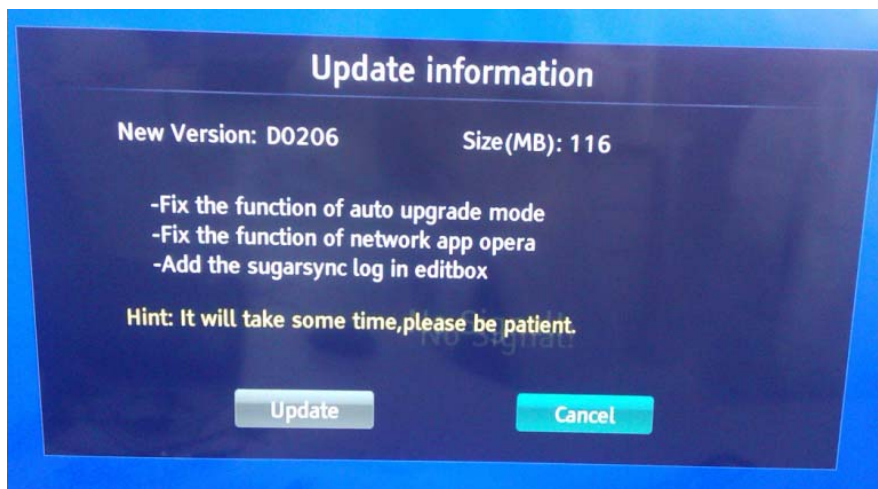 Update information
New Version: D0206 Size(MB): 116
-Fix the function of auto upgrade mode
-Fix the function of network app opera
-Add the sugarsync log in editbox
Hint: It will take some time,please be patient.
No Signal!
Update Cancel